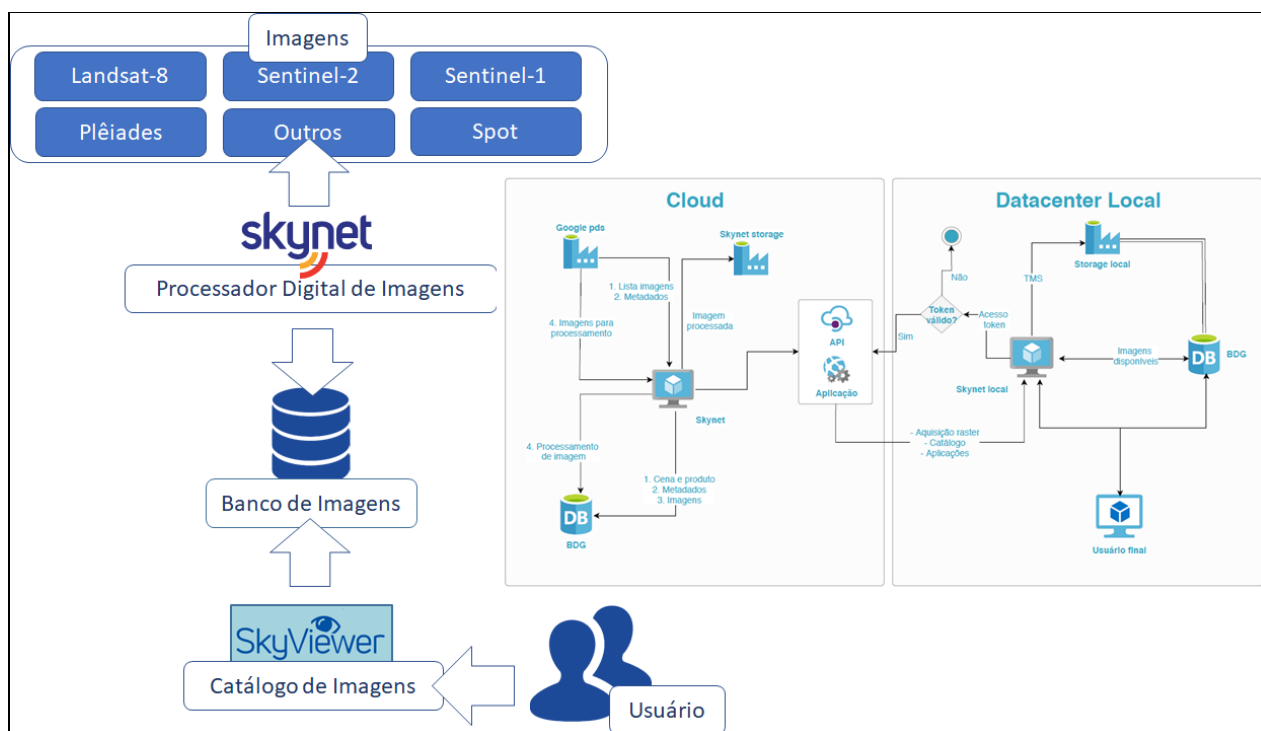 Imagens
Landsat-8
Sentinel-2
Sentinel-1
Plêiades
Outros
Spot
skynet
Processador Digital de Imagens
Banco de Imagens
SkyViewer
Catálogo de Imagens
Usuário
Cloud
Google pds
Skynet storage
1. Lista imagens
2. Metadados
4. Imagens para
processamento
Imagem
processada
Skynet
4. Processamento
de imagem
1. Cena e produto
2. Metadados
3. Imagens
DB
BDG
API
Aplicação
Datacenter Local
Não
Token
válido?
Sim
Acesso
token
TMS
Storage local
Imagens
disponíveis
DB
BDG
Skynet local
- Aquisição raster
- Catálogo
- Aplicações
Usuário final